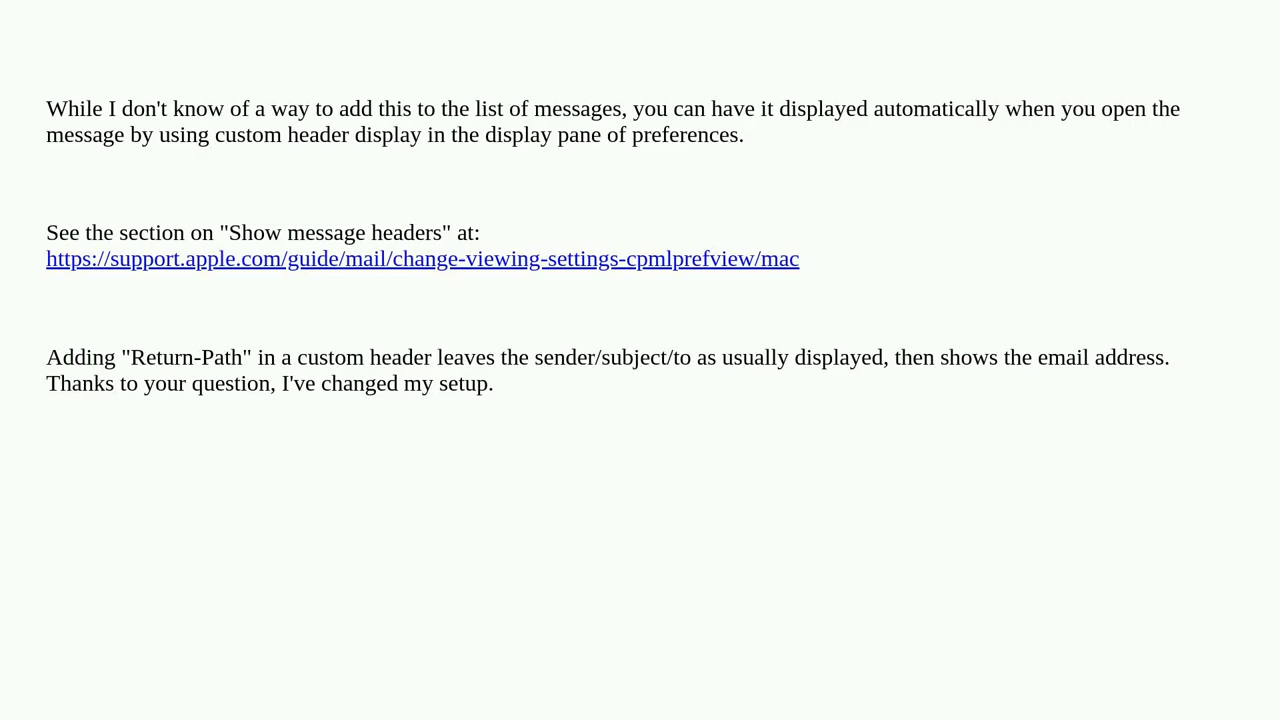 While I don't know of a way to add this to the list of messages, you can have it displayed automatically when you open the
message by using custom header display in the display pane of preferences.
See the section on "Show message headers" at:
https://support.apple.com/guide/mail/change-viewing-settings-cpmlprefview/mac
Adding "Return-Path" in a custom header leaves the sender/subject/to as usually displayed, then shows the email address.
Thanks to your question, I've changed my setup.